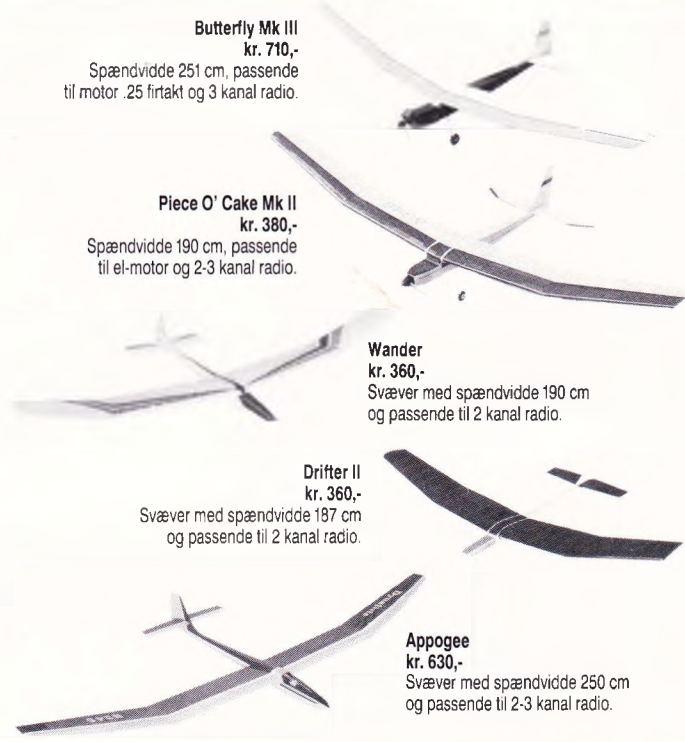 Butterfly Mk III
kr. 710,-
Spændvidde 251 cm, passende
til motor .25 firtakt og 3 kanal radio.
Piece O' Cake Mk II
kr. 380,-
Spændvidde 190 cm, passende
til el-motor og 2-3 kanal radio.
Wander
kr. 360,-
Svæver med spændvidde 190 cm
og passende til 2 kanal radio.
Drifter II
kr. 360,-
Svæver med spændvidde 187 cm
og passende til 2 kanal radio.
Appogee
kr. 630,-
Svæver med spændvidde 250 cm
og passende til 2-3 kanal radio.